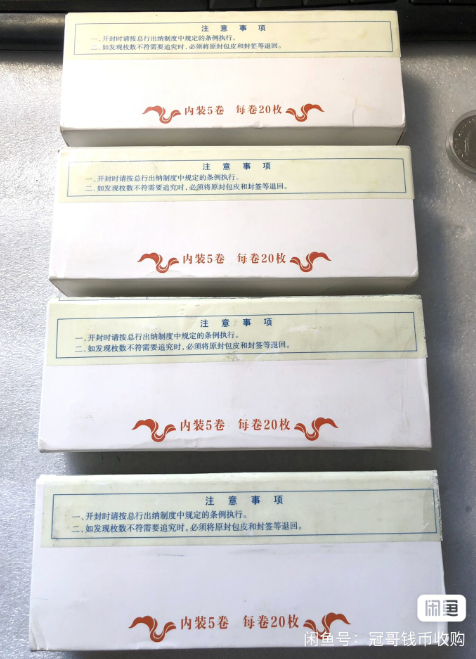 注意事项
一、开封时请按总行出纳制度中规定的条例执行。
二、如发现枚数不符需要追究时，必须将原封包皮和封签等退回。
内装5卷 每卷20枚
注意事项
一、开封时请按总行出纳制度中规定的条例执行。
二、如发现枚数不符需要追究时，必须将原封包皮和封签等退回。
内装5卷 每卷20枚
注意事项
一、开封时请按总行出纳制度中规定的条例执行。
二、如发现枚数不符需要追究时，必须将原封包皮和封签等退回。
内装5卷 每卷20枚
注意事项
一、开封时请按总行出纳制度中规定的条例执行。
二、如发现枚数不符需要追究时，必须将原封包皮和封签等退回。
内装5卷 每卷20枚
闲鱼
闲鱼号：冠哥钱币收购